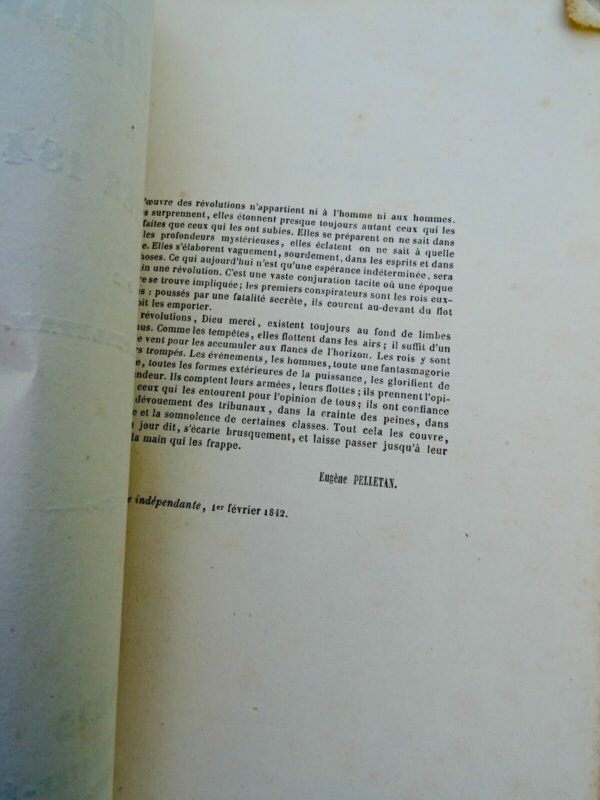 'œuvre des révolutions n'appartient ni à l'homme ni aux hommes.
s surprennent, elles étonnent presque toujours autant ceux qui les
faites que ceux qui les ont subies. Elles se préparent on ne sait dans
les profondeurs mystérieuses, elles éclatent on ne sait à quelle
e. Elles s'élaborent vaguement, sourdement, dans les esprits et dans
hoses. Ce qui aujourd'hui n'est qu'une espérance indéterminée, sera
in une révolution. C'est une vaste conjuration tacite où une époque
re se trouve impliquée; les premiers conspirateurs sont les rois eux-
s : poussés par une fatalité secrète, ils courent au-devant du flot
oit les emporter.
révolutions, Dieu merci, existent toujours au fond de limbes
nus. Comme les tempêtes, elles flottent dans les airs; il suffit d'un
e vent pour les accumuler aux flancs de l'horizon. Les rois y sont
rs trompés. Les événements, les hommes, toute une fantasmagorie
e, toutes les formes extérieures de la puissance, les glorifient de
ndeur. Ils comptent leurs armées, leurs flottes; ils prennent l'opi-
ceux qui les entourent pour l'opinion de tous; ils ont confiance
dévouement des tribunaux, dans la crainte des peines, dans
e et la somnolence de certaines classes. Tout cela les couvre,
jour dit, s'écarte brusquement, et laisse passer jusqu'à leur
la main qui les frappe.
Eugène PELLETAN.
e indépendante, 1er février 1842.